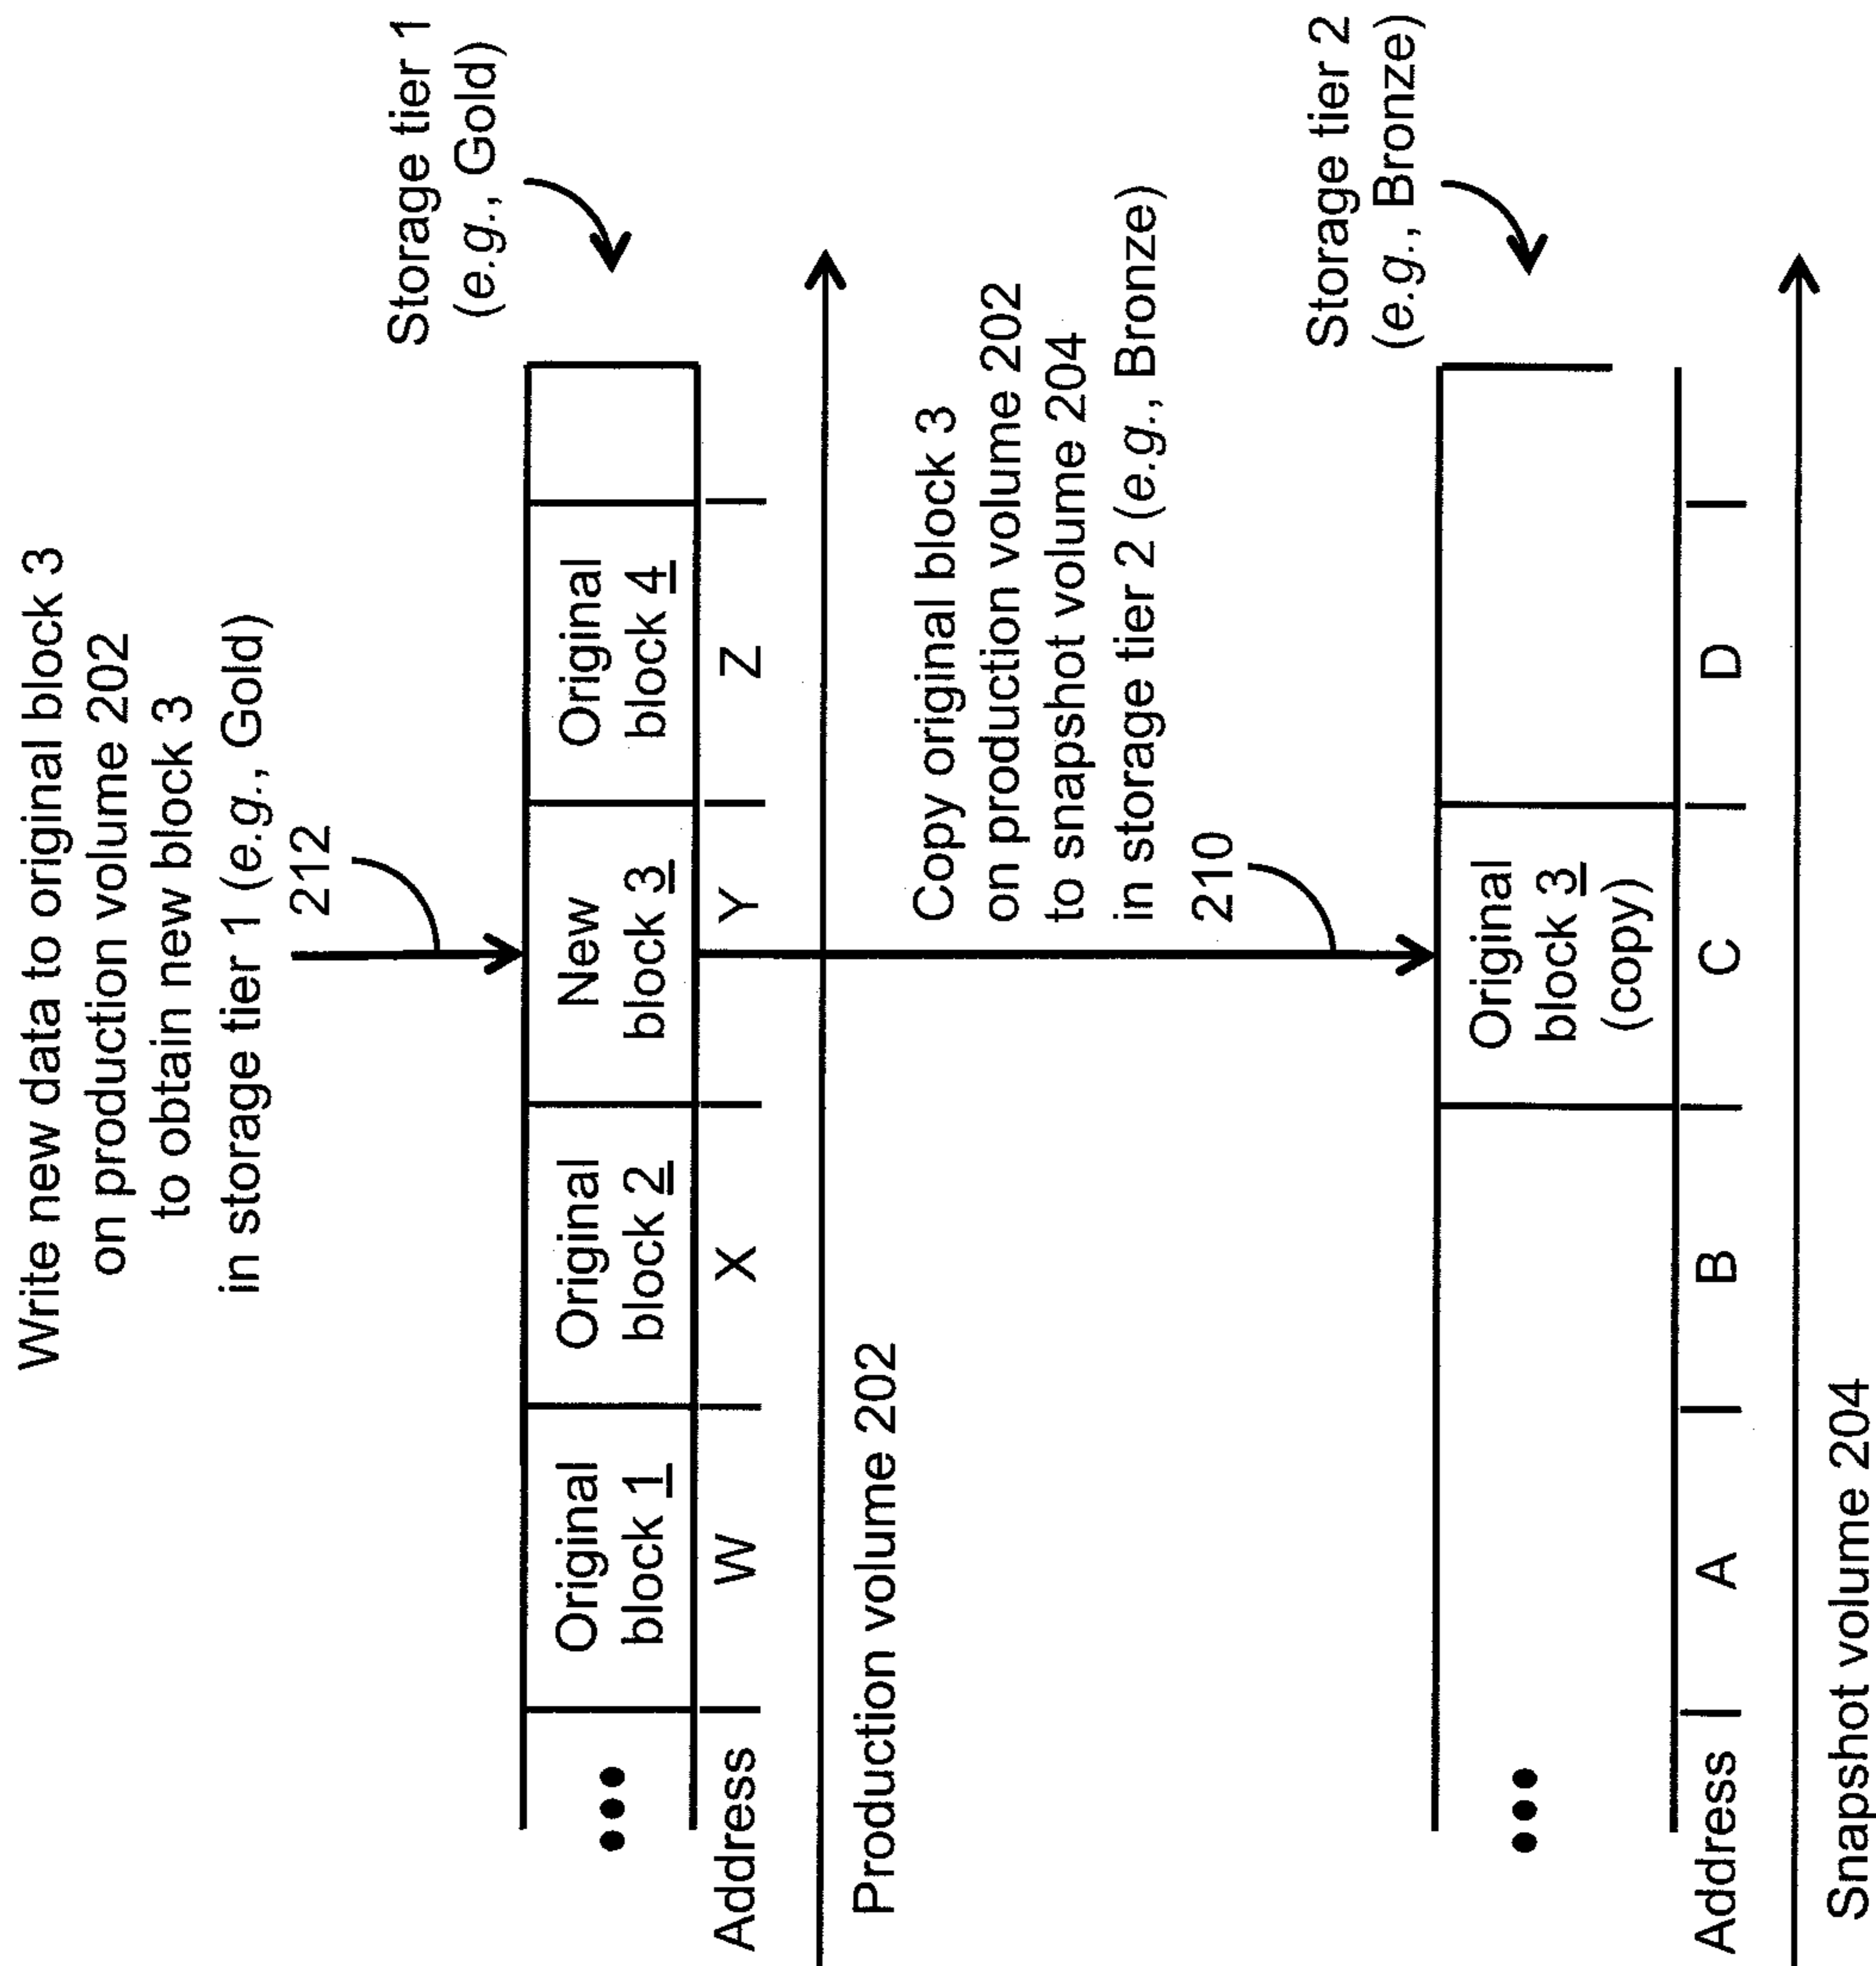 Write new data to original block 3
on production volume 202
to obtain new block 3
in storage tier 1 (e.g., Gold)
212
Storage tier 1
(e.g., Gold)
•••
Original
block 1
Original
block 2
New
block 3
Original
block 4
Address
W
X
Y
Z
Production volume 202
Copy original block 3
on production volume 202
to snapshot volume 204
in storage tier 2 (e.g., Bronze)
210
Storage tier 2
(e.g., Bronze)
•••
Original
block 3
(copy)
Address
A
B
C
D
Snapshot volume 204